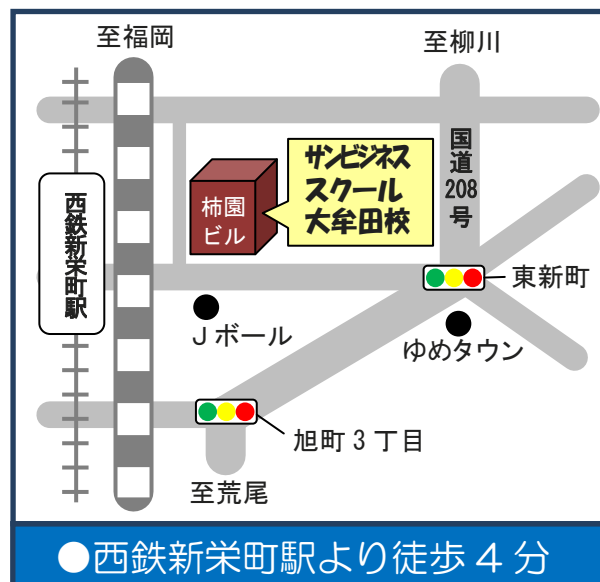 至福岡
至柳川
サンビジネス
スクール
大牟田校
国道208号
柿園
ビル
西鉄新栄町駅
東新町
Jボール
ゆめタウン
旭町3丁目
至荒尾
●西鉄新栄町駅より徒歩4分